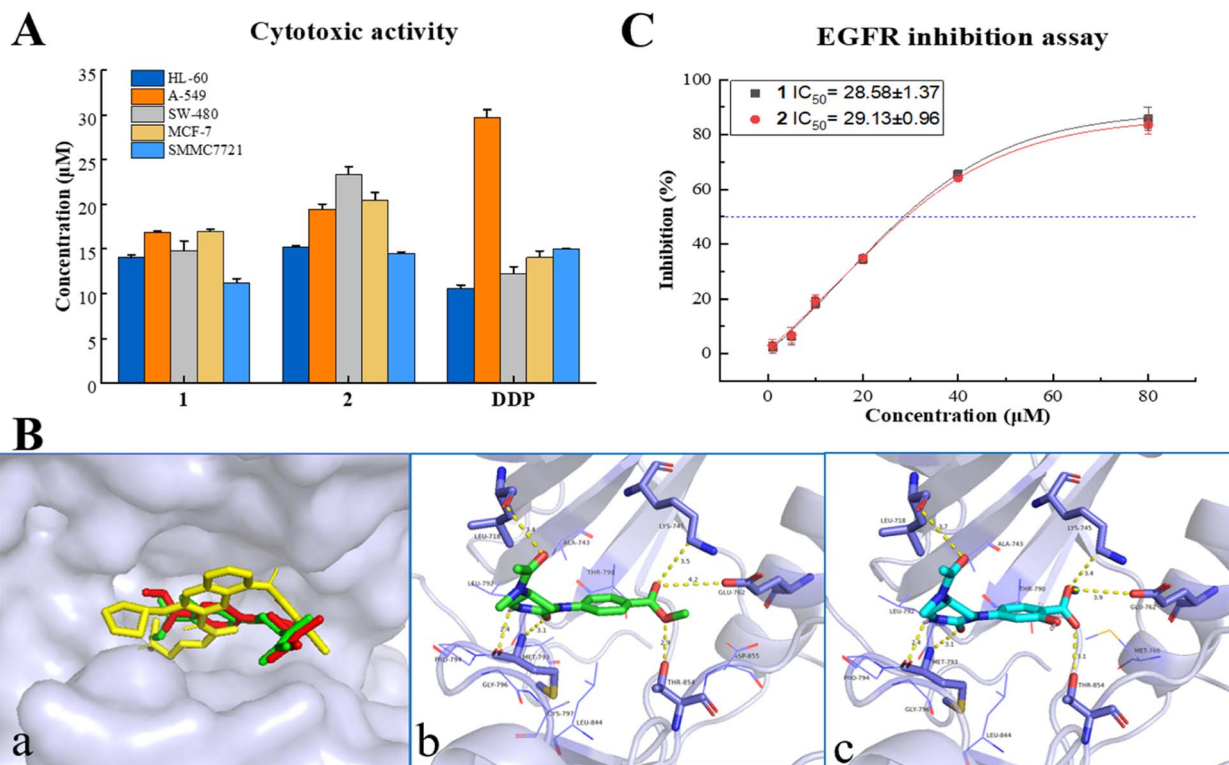 A
Cytotoxic activity
Concentration (μM)
35
30
25
20
15
10
5
0
HL-60
A-549
SW-480
MCF-7
SMMC7721
1
2
DDP
C
EGFR inhibition assay
1 IC50= 28.58±1.37
2 IC50= 29.13±0.96
Inhibition (%)
100
80
60
40
20
0
0
20
40
60
80
Concentration (μM)
B
a
LEU-718
3.4
ALA-743
LYS-745
3.5
4.2
GLU-762
LEU-792
THR-790
3.1
PRO-794
MET-793
GLY-796
CYS-797
LEU-844
ASP-855
THR-854
b
LEU-718
3.7
ALA-743
LYS-745
3.4
3.9
GLU-762
LEU-792
THR-790
3.1
3.1
PRO-794
MET-793
GLY-796
LEU-844
MET-766
THR-854
c